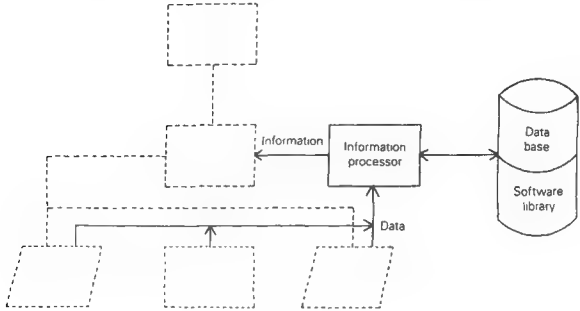 Information
Information
processor
Data
base
Software
library
Data